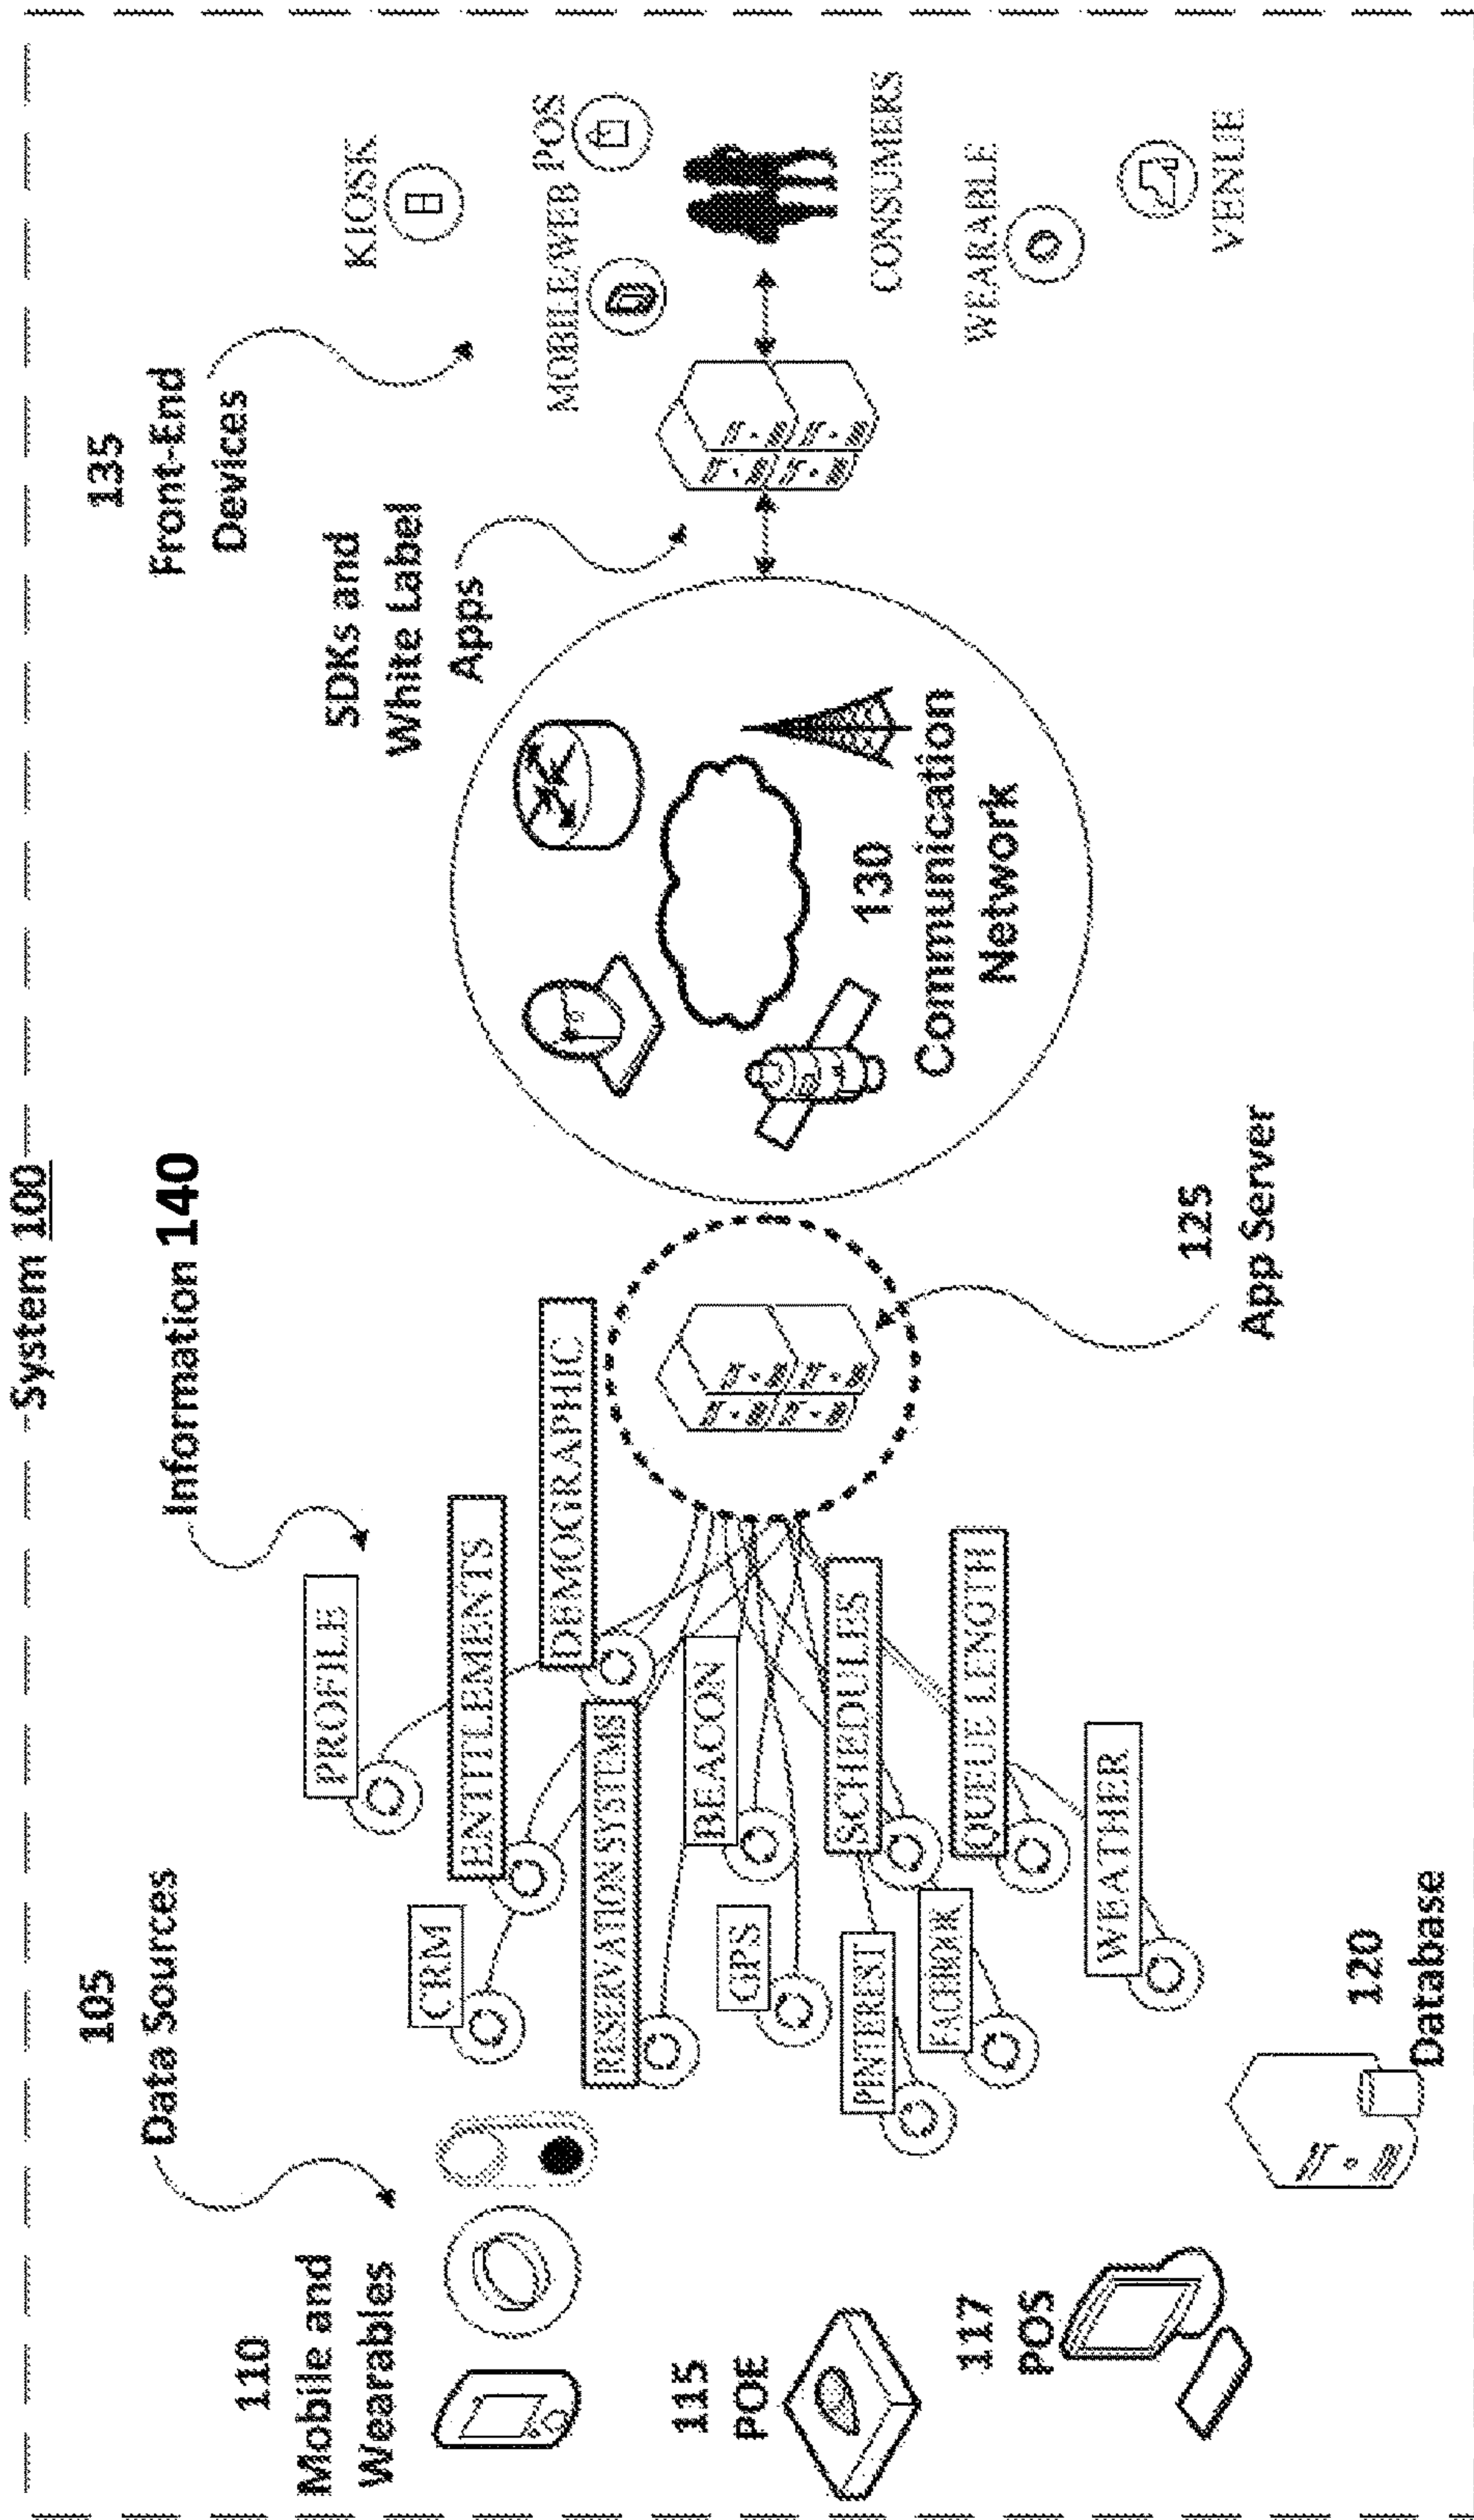 System 100
105
Data Sources
Information 140
135
Front-End
Devices
110
Mobile and
Wearables
PROFILE
KIOSK
SDKs and
White Label
Apps
CRM
ENTITLEMENTS
DEMOGRAPHIC
MOBILE/WEB
POS
RESERVATION SYSTEMS
BEACON
115
POE
GPS
SCHEDULES
PINTEREST
FACEBOOK
QUEUE LENGTH
130
Communication
Network
CONSUMERS
WEARABLE
117
POS
WEATHER
VENUE
125
App Server
120
Database